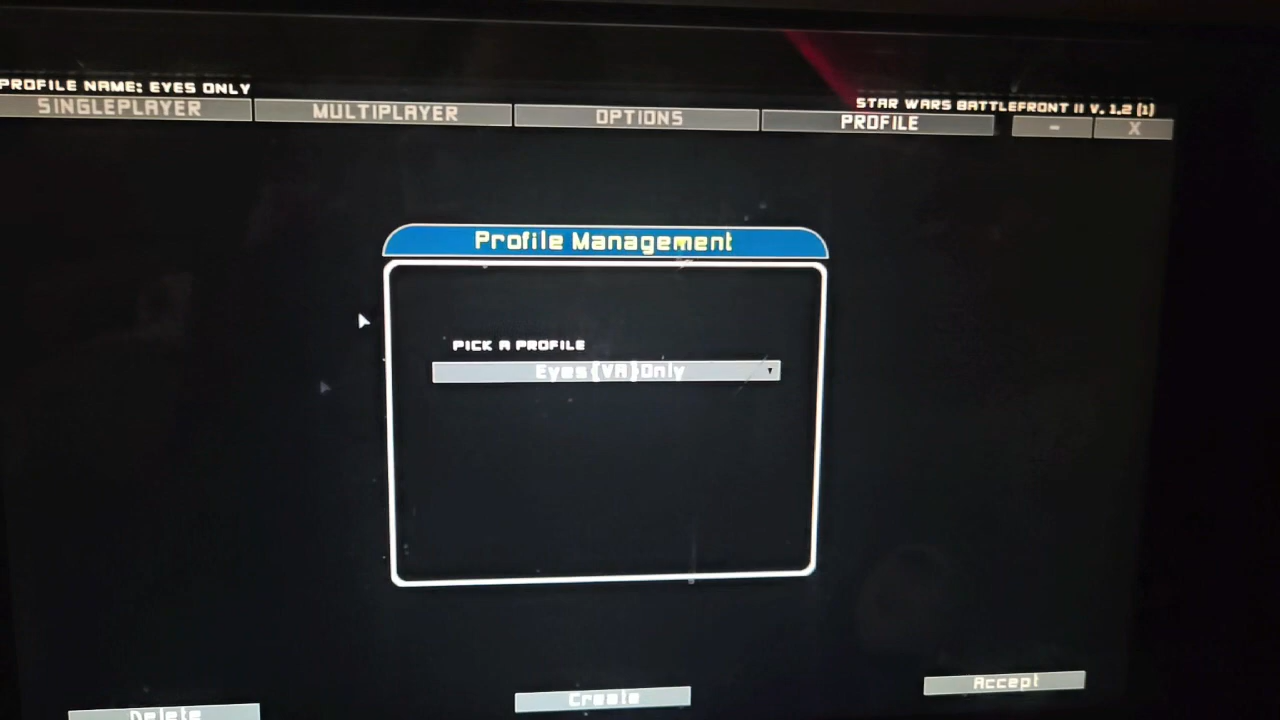 PROFILE NAME: EYES ONLY
STAR WARS BATTLEFRONT II V. 1.2 (1)
SINGLEPLAYER
MULTIPLAYER
OPTIONS
PROFILE
-
X
Profile Management
PICK A PROFILE
Eyes{VA}Only
Delete
Create
Accept